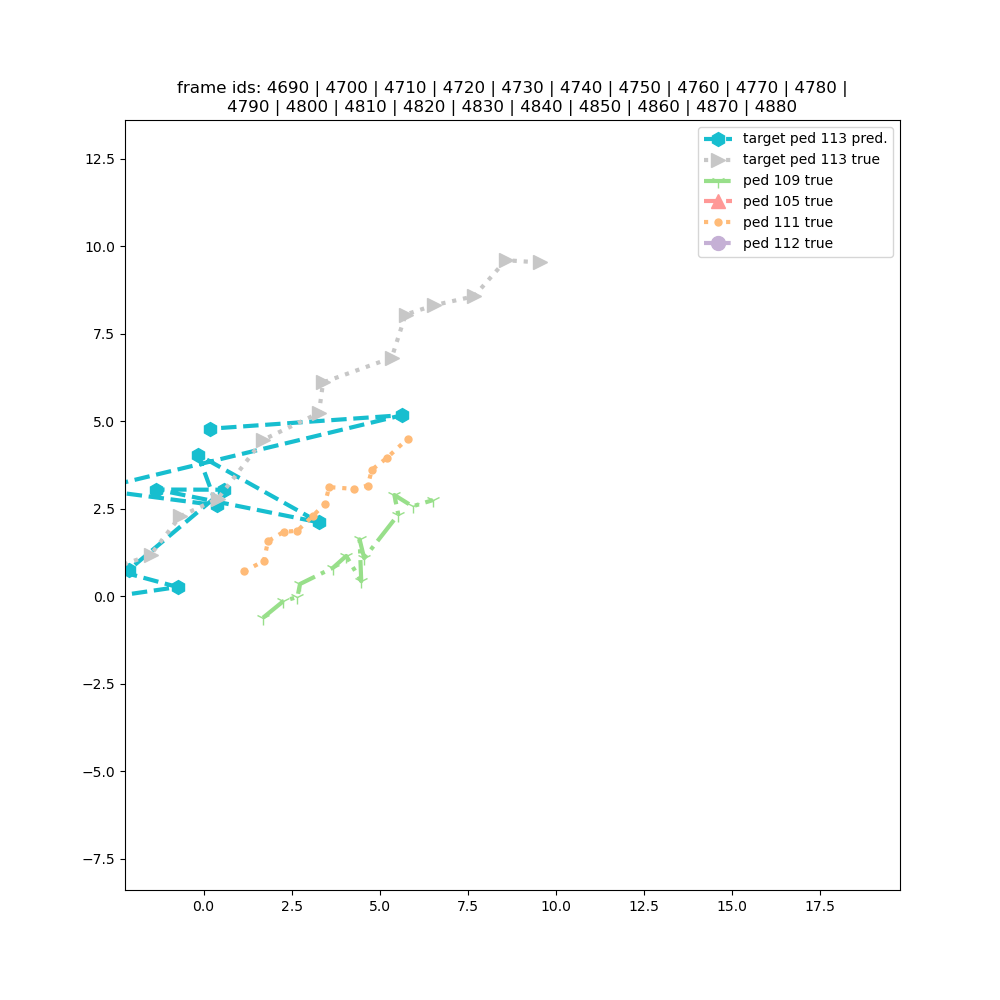 frame ids: 4690 | 4700 | 4710 | 4720 | 4730 | 4740 | 4750 | 4760 | 4770 | 4780 |
4790 | 4800 | 4810 | 4820 | 4830 | 4840 | 4850 | 4860 | 4870 | 4880
target ped 113 pred.
target ped 113 true
ped 109 true
ped 105 true
ped 111 true
ped 112 true
12.5
10.0
7.5
5.0
2.5
0.0
−2.5
−5.0
−7.5
0.0 2.5 5.0 7.5 10.0 12.5 15.0 17.5